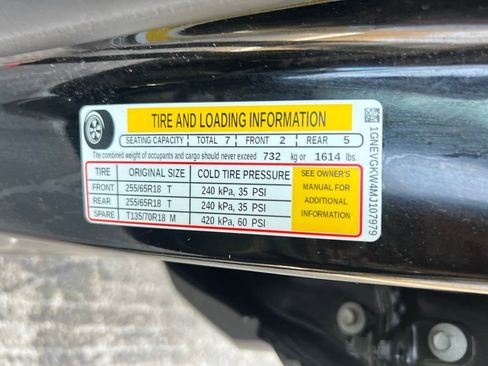 TIRE AND LOADING INFORMATION
SEATING CAPACITY TOTAL 7 FRONT 2 REAR 5
The combined weight of occupants and cargo should never exceed 732 kg or 1614 lbs.
TIRE ORIGINAL SIZE COLD TIRE PRESSURE
FRONT 255/65R18 T 240 kPa, 35 PSI
REAR 255/65R18 T 240 kPa, 35 PSI
SPARE T135/70R18 M 420 kPa, 60 PSI
SEE OWNER'S
MANUAL FOR
ADDITIONAL
INFORMATION
1GNEVGKW4MJ107979